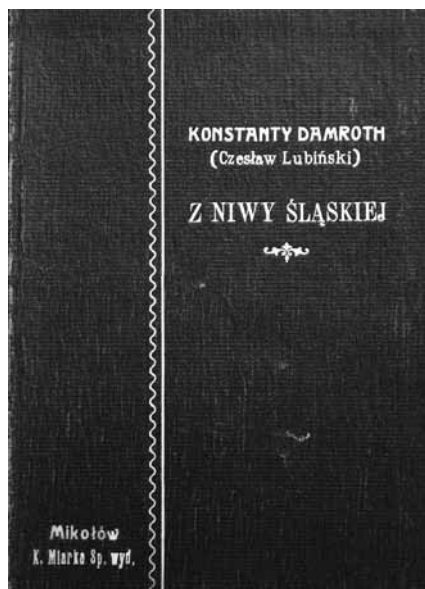 KONSTANTY DAMROTH
(Czesław Lubiński)
Z NIWY ŚLĄSKIEJ
Mikołów
K. Miarka Sp. wyd.